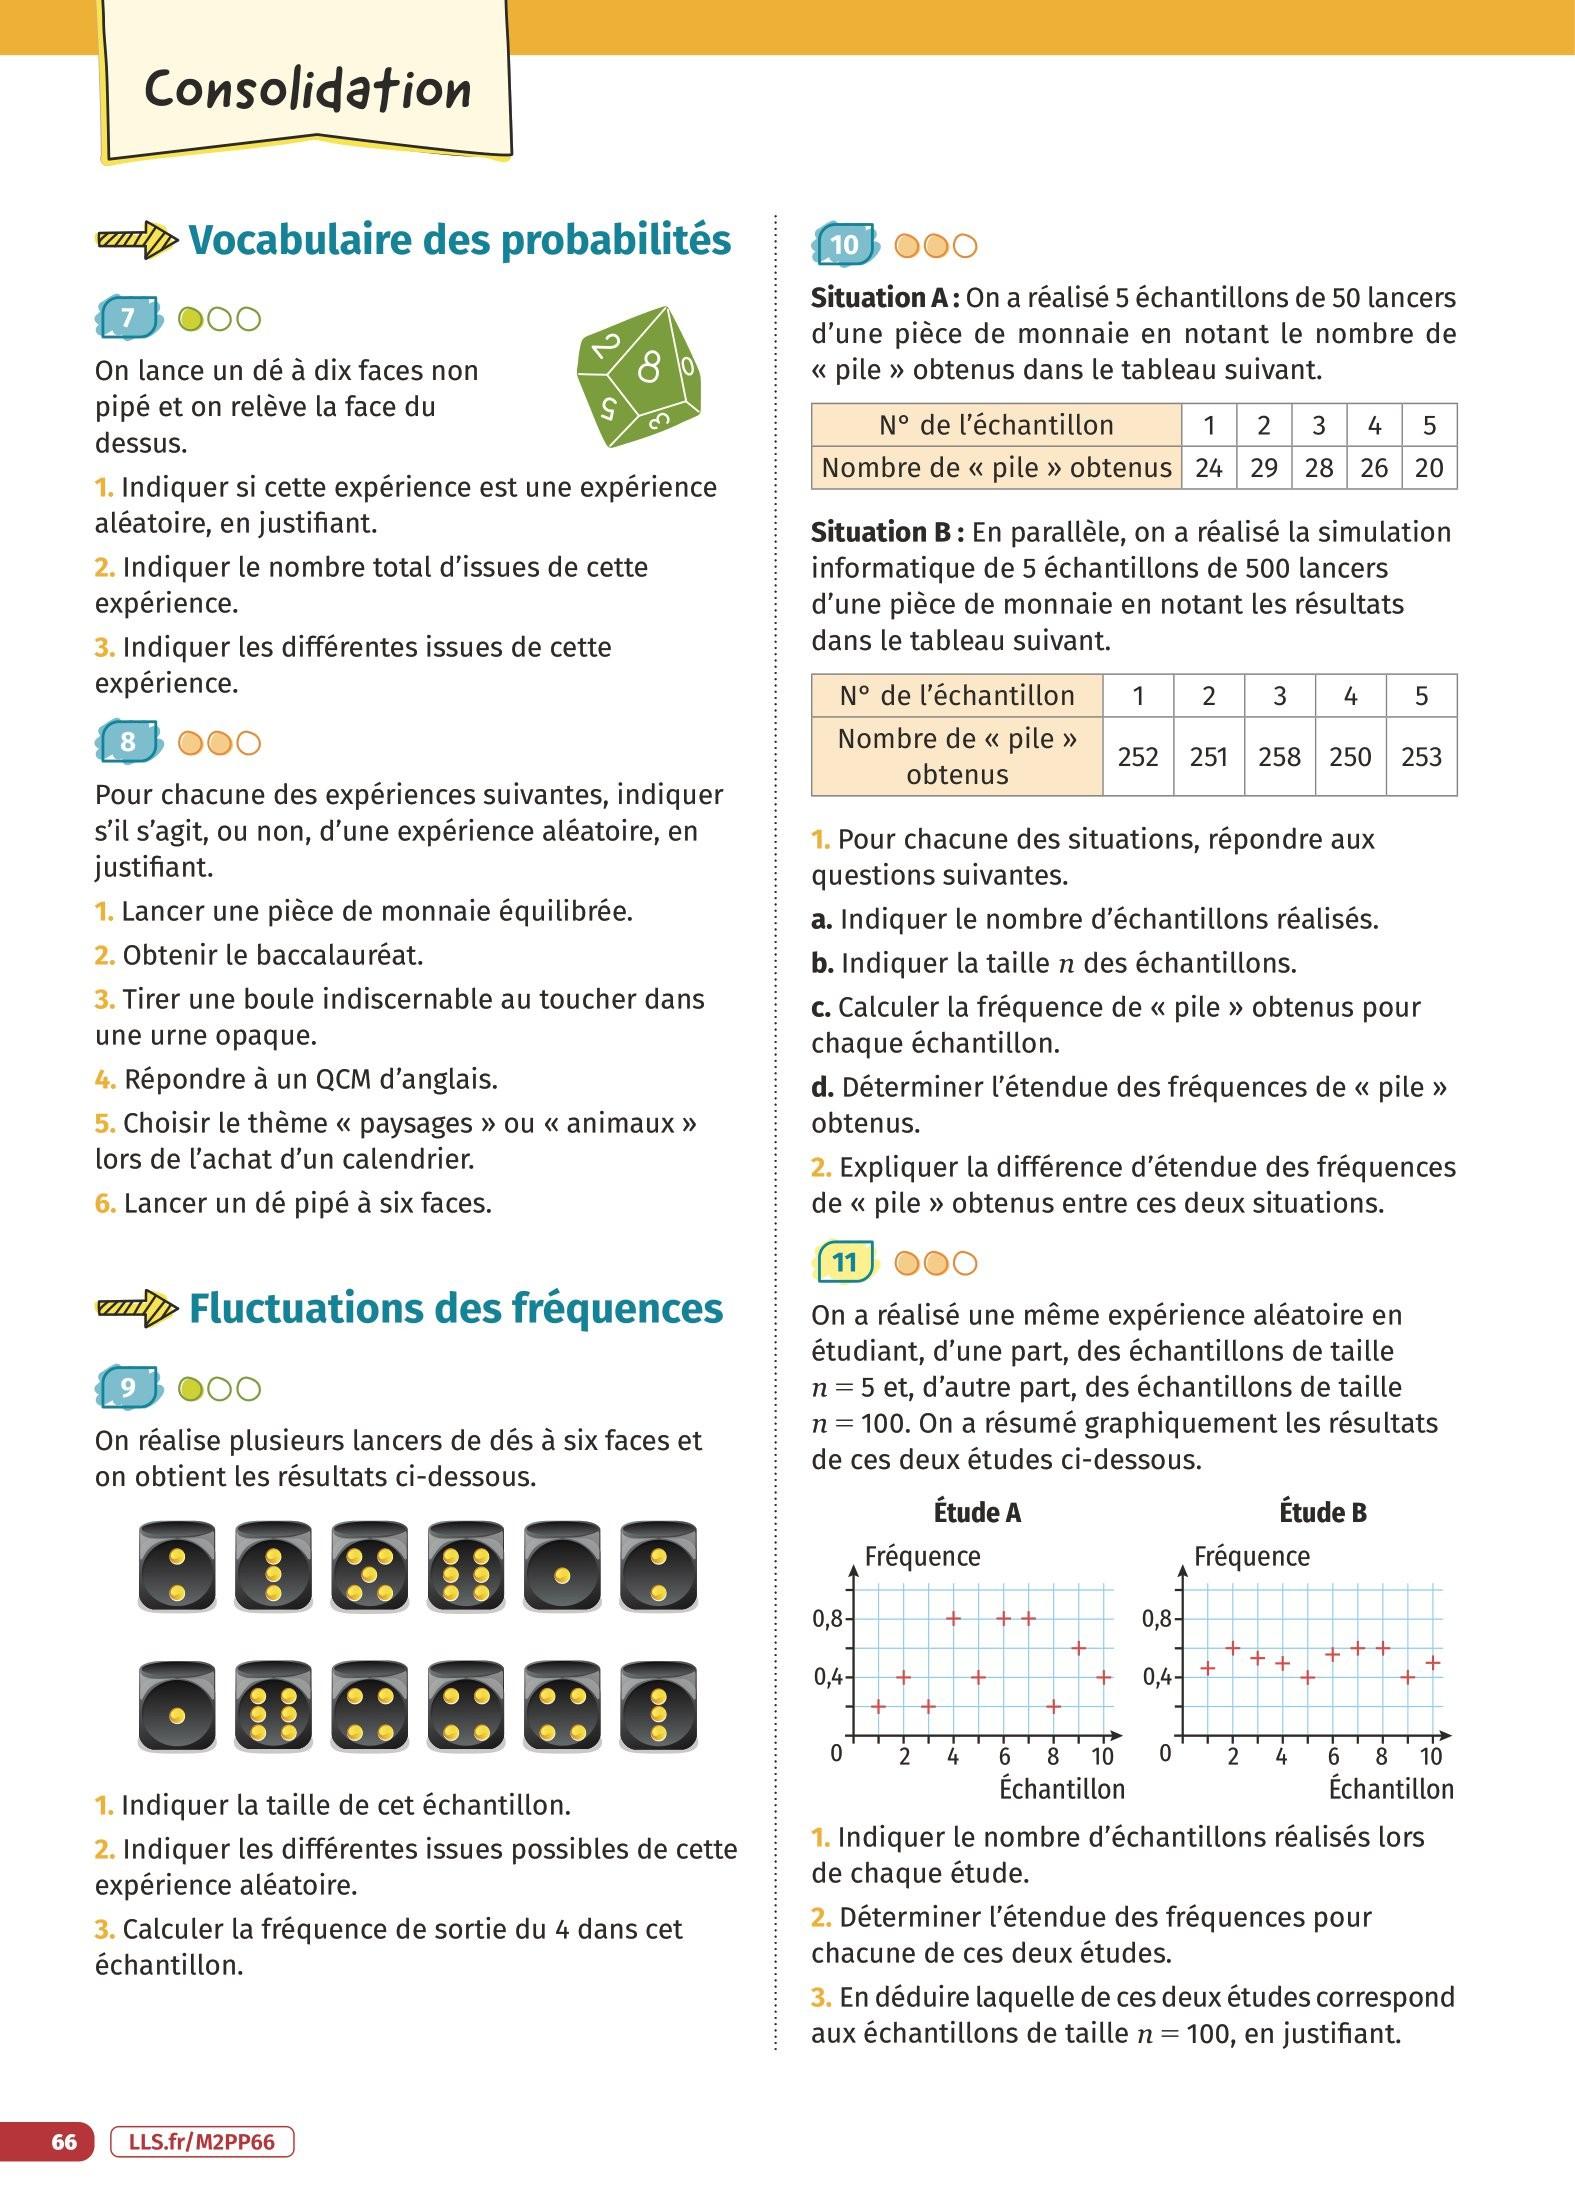 Consolidation
Vocabulaire des probabilités
7
On lance un dé à dix faces non
pipé et on relève la face du
dessus.
2
8
0
5
3
1. Indiquer si cette expérience est une expérience
aléatoire, en justifiant.
2. Indiquer le nombre total d'issues de cette
expérience.
3. Indiquer les différentes issues de cette
expérience.
8
Pour chacune des expériences suivantes, indiquer
s'il s'agit, ou non, d'une expérience aléatoire, en
justifiant.
1. Lancer une pièce de monnaie équilibrée.
2. Obtenir le baccalauréat.
3. Tirer une boule indiscernable au toucher dans
une urne opaque.
4. Répondre à un QCM d'anglais.
5. Choisir le thème « paysages » ou « animaux »
lors de l'achat d'un calendrier.
6. Lancer un dé pipé à six faces.
Fluctuations des fréquences
9
On réalise plusieurs lancers de dés à six faces et
on obtient les résultats ci-dessous.
1. Indiquer la taille de cet échantillon.
2. Indiquer les différentes issues possibles de cette
expérience aléatoire.
3. Calculer la fréquence de sortie du 4 dans cet
échantillon.
10
Situation A : On a réalisé 5 échantillons de 50 lancers
d'une pièce de monnaie en notant le nombre de
« pile » obtenus dans le tableau suivant.
N° de l'échantillon 1 2 3 4 5
Nombre de « pile » obtenus 24 29 28 26 20
Situation B : En parallèle, on a réalisé la simulation
informatique de 5 échantillons de 500 lancers
d'une pièce de monnaie en notant les résultats
dans le tableau suivant.
N° de l'échantillon 1 2 3 4 5
Nombre de « pile »
obtenus 252 251 258 250 253
1. Pour chacune des situations, répondre aux
questions suivantes.
a. Indiquer le nombre d'échantillons réalisés.
b. Indiquer la taille n des échantillons.
c. Calculer la fréquence de « pile » obtenus pour
chaque échantillon.
d. Déterminer l'étendue des fréquences de « pile »
obtenus.
2. Expliquer la différence d'étendue des fréquences
de « pile » obtenus entre ces deux situations.
11
On a réalisé une même expérience aléatoire en
étudiant, d'une part, des échantillons de taille
n = 5 et, d'autre part, des échantillons de taille
n = 100. On a résumé graphiquement les résultats
de ces deux études ci-dessous.
Étude A
Fréquence
0,8
0,4
0 2 4 6 8 10
Échantillon
Étude B
Fréquence
0,8
0,4
0 2 4 6 8 10
Échantillon
1. Indiquer le nombre d'échantillons réalisés lors
de chaque étude.
2. Déterminer l'étendue des fréquences pour
chacune de ces deux études.
3. En déduire laquelle de ces deux études correspond
aux échantillons de taille n = 100, en justifiant.
66
LLS.fr/M2PP66